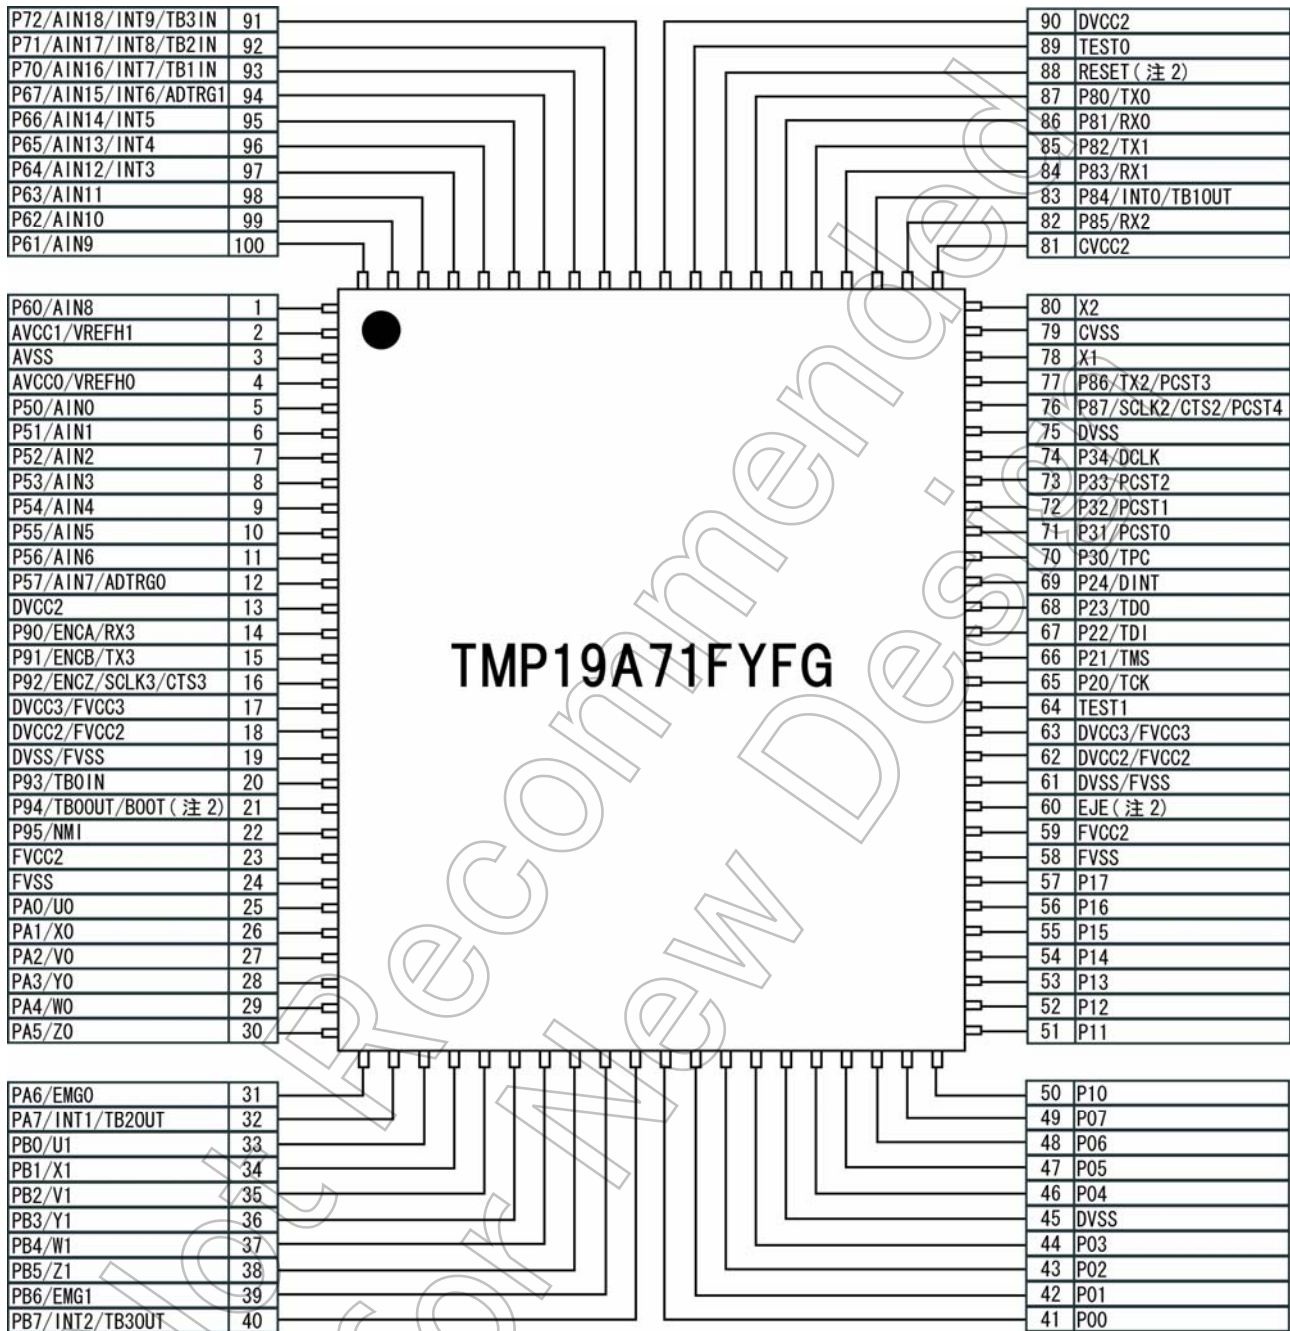 P72/AIN18/INT9/TB3IN 91
P71/AIN17/INT8/TB2IN 92
P70/AIN16/INT7/TB1IN 93
P67/AIN15/INT6/ADTRG1 94
P66/AIN14/INT5 95
P65/AIN13/INT4 96
P64/AIN12/INT3 97
P63/AIN11 98
P62/AIN10 99
P61/AIN9 100
90 DVCC2
89 TEST0
88 RESET(注2)
87 P80/TX0
86 P81/RX0
85 P82/TX1
84 P83/RX1
83 P84/INT0/TB1OUT
82 P85/RX2
81 CVCC2
P60/AIN8 1
AVCC1/VREFH1 2
AVSS 3
AVCC0/VREFH0 4
P50/AIN0 5
P51/AIN1 6
P52/AIN2 7
P53/AIN3 8
P54/AIN4 9
P55/AIN5 10
P56/AIN6 11
P57/AIN7/ADTRG0 12
DVCC2 13
P90/ENCA/RX3 14
P91/ENCB/TX3 15
P92/ENCZ/SCLK3/CTS3 16
DVCC3/FVCC3 17
DVCC2/FVCC2 18
DVSS/FVSS 19
P93/TB0IN 20
P94/TB0OUT/BOOT(注2) 21
P95/NMI 22
FVCC2 23
FVSS 24
PA0/U0 25
PA1/X0 26
PA2/V0 27
PA3/Y0 28
PA4/W0 29
PA5/Z0 30
TMP19A71FYFG
80 X2
79 CVSS
78 X1
77 P86/TX2/PCST3
76 P87/SCLK2/CTS2/PCST4
75 DVSS
74 P34/DCLK
73 P33/PCST2
72 P32/PCST1
71 P31/PCST0
70 P30/TPC
69 P24/DINT
68 P23/TDO
67 P22/TDI
66 P21/TMS
65 P20/TCK
64 TEST1
63 DVCC3/FVCC3
62 DVCC2/FVCC2
61 DVSS/FVSS
60 EJE(注2)
59 FVCC2
58 FVSS
57 P17
56 P16
55 P15
54 P14
53 P13
52 P12
51 P11
PA6/EMG0 31
PA7/INT1/TB2OUT 32
PB0/U1 33
PB1/X1 34
PB2/V1 35
PB3/Y1 36
PB4/W1 37
PB5/Z1 38
PB6/EMG1 39
PB7/INT2/TB3OUT 40
50 P10
49 P07
48 P06
47 P05
46 P04
45 DVSS
44 P03
43 P02
42 P01
41 P00
Not Recommended
for New Design